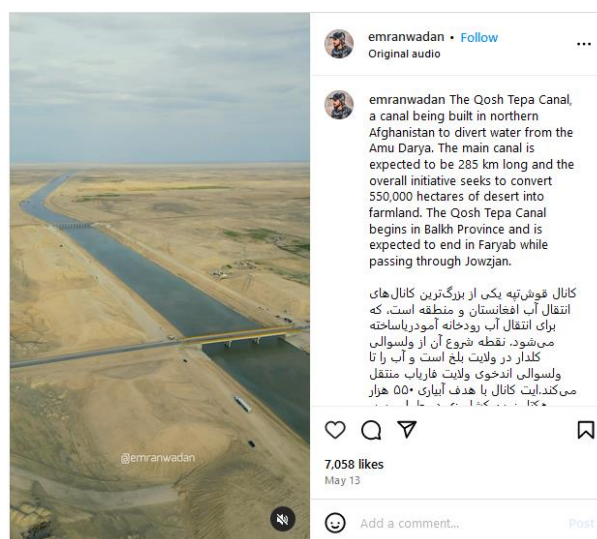 emranwadan • Follow
Original audio
emranwadan The Qosh Tepa Canal,
a canal being built in northern
Afghanistan to divert water from the
Amu Darya. The main canal is
expected to be 285 km long and the
overall initiative seeks to convert
550,000 hectares of desert into
farmland. The Qosh Tepa Canal
begins in Balkh Province and is
expected to end in Faryab while
passing through Jowzjan.
کانال قوش‌تپه یکی از بزرگ‌ترین کانال‌های
انتقال آب افغانستان و منطقه است، که
برای انتقال آب رودخانه آمودریاساخته
می‌شود. نقطه شروع آن از ولسوالی
کلدار در ولایت بلخ است و آب را تا
ولسوالی اندخوی ولایت فاریاب منتقل
می‌کند.ایت کانال با هدف آبیاری ۵۵۰ هزار
@emranwadan
7,058 likes
May 13
Add a comment...
Post